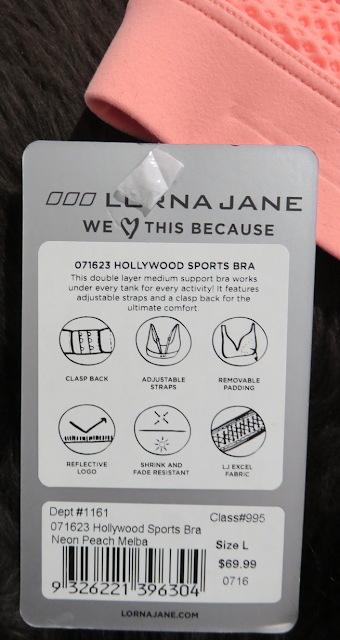 LORNA JANE
WE THIS BECAUSE
071623 HOLLYWOOD SPORTS BRA
This double layer medium support bra works
under every tank for every activity! It features
adjustable straps and a clasp back for the
ultimate comfort.
CLASP BACK
ADJUSTABLE
STRAPS
REMOVABLE
PADDING
REFLECTIVE
LOGO
SHRINK AND
FADE RESISTANT
LJ EXCEL
FABRIC
Dept #1161
Class#995
071623 Hollywood Sports Bra
Neon Peach Melba
Size L
$69.99
0716
9 326221 396304
LORNAJANE.COM